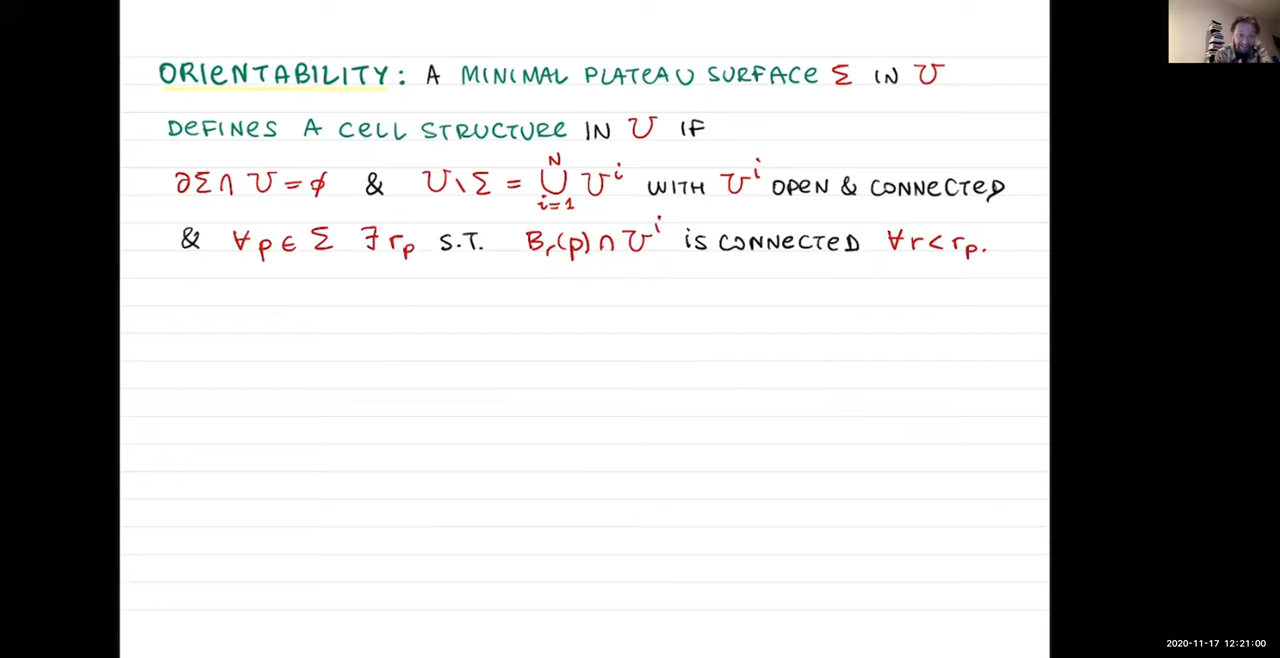 ORIENTABILITY: A MINIMAL PLATEAU SURFACE Σ IN U
DEFINES A CELL STRUCTURE IN U IF
∂Σ ∩ U = ϕ & U \ Σ = ⋃_{i=1}^{N} U^i WITH U^i OPEN & CONNECTED
& ∀ p ∈ Σ ∃ r_p S.T. B_r(p) ∩ U^i IS CONNECTED ∀ r < r_p.
2020-11-17 12:21:00